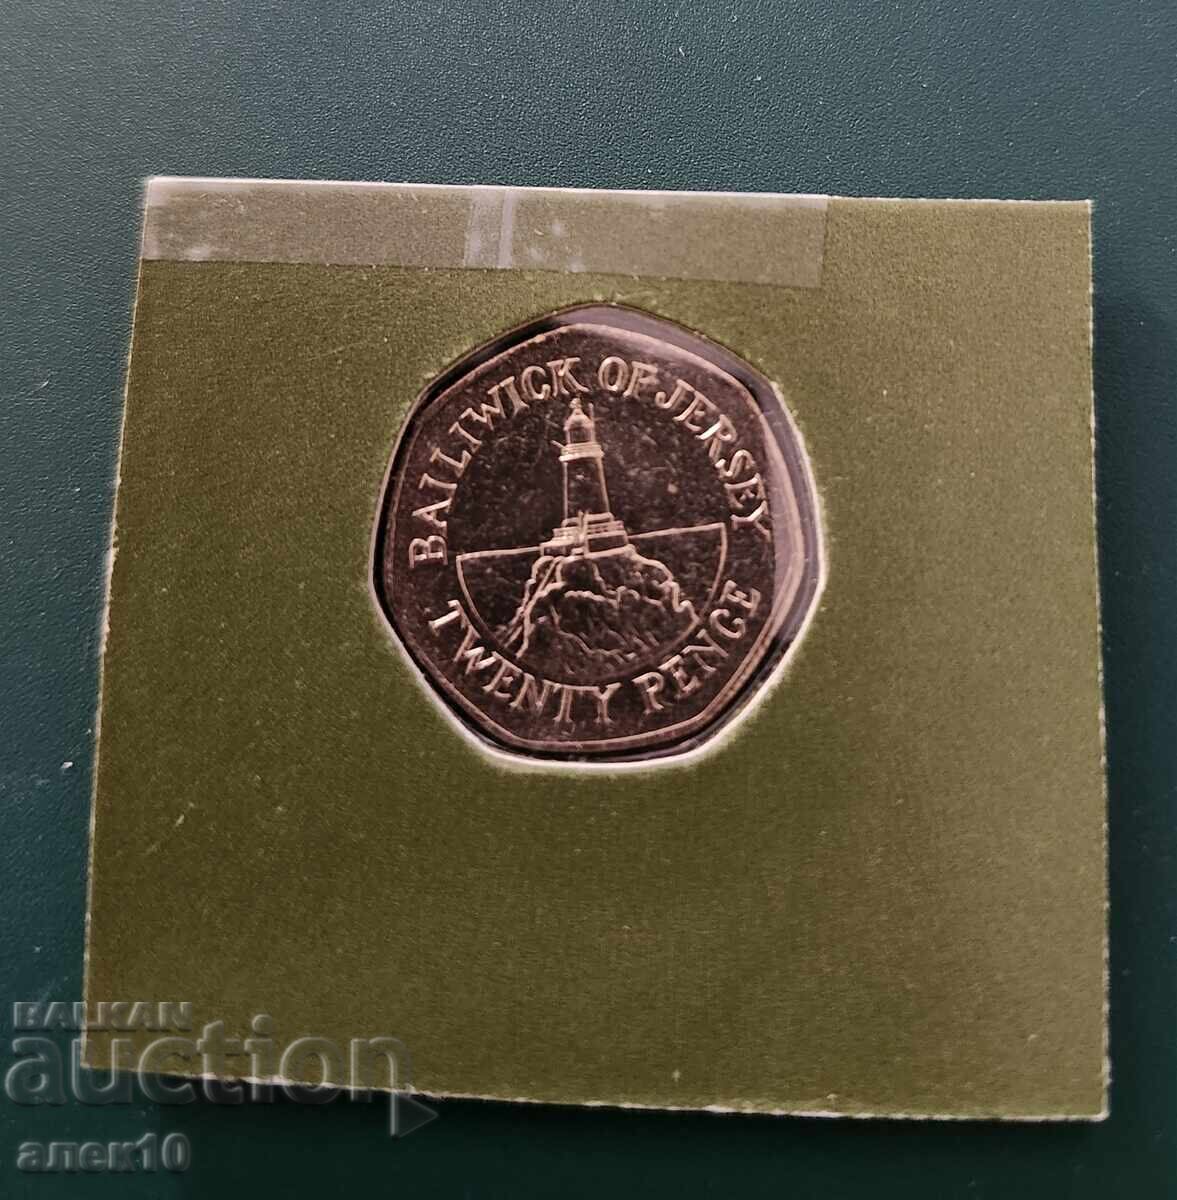 BAILIWICK OF JERSEY
TWENTY PENCE
BALKAN
auction
алек10